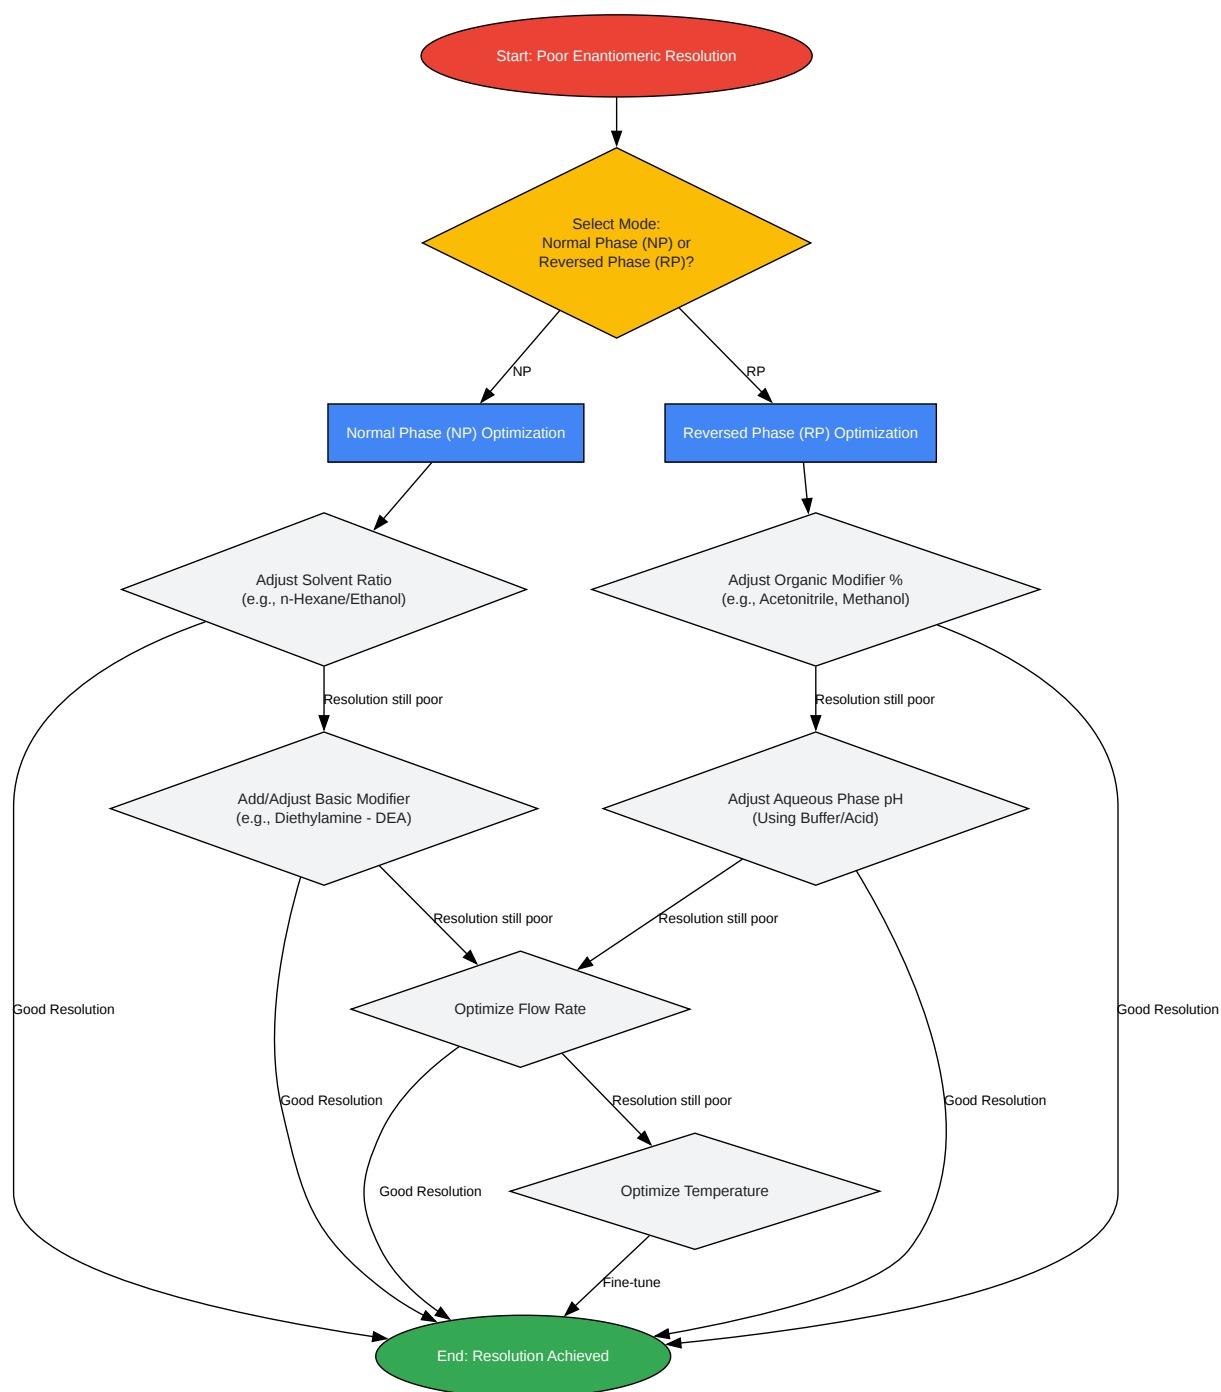 Start: Poor Enantiomeric Resolution
Select Mode:
Normal Phase (NP) or
Reversed Phase (RP)?
NP
RP
Normal Phase (NP) Optimization
Reversed Phase (RP) Optimization
Adjust Solvent Ratio
(e.g., n-Hexane/Ethanol)
Adjust Organic Modifier %
(e.g., Acetonitrile, Methanol)
Resolution still poor
Resolution still poor
Add/Adjust Basic Modifier
(e.g., Diethylamine - DEA)
Adjust Aqueous Phase pH
(Using Buffer/Acid)
Resolution still poor
Resolution still poor
Good Resolution
Optimize Flow Rate
Good Resolution
Good Resolution
Resolution still poor
Good Resolution
Good Resolution
Optimize Temperature
Fine-tune
End: Resolution Achieved